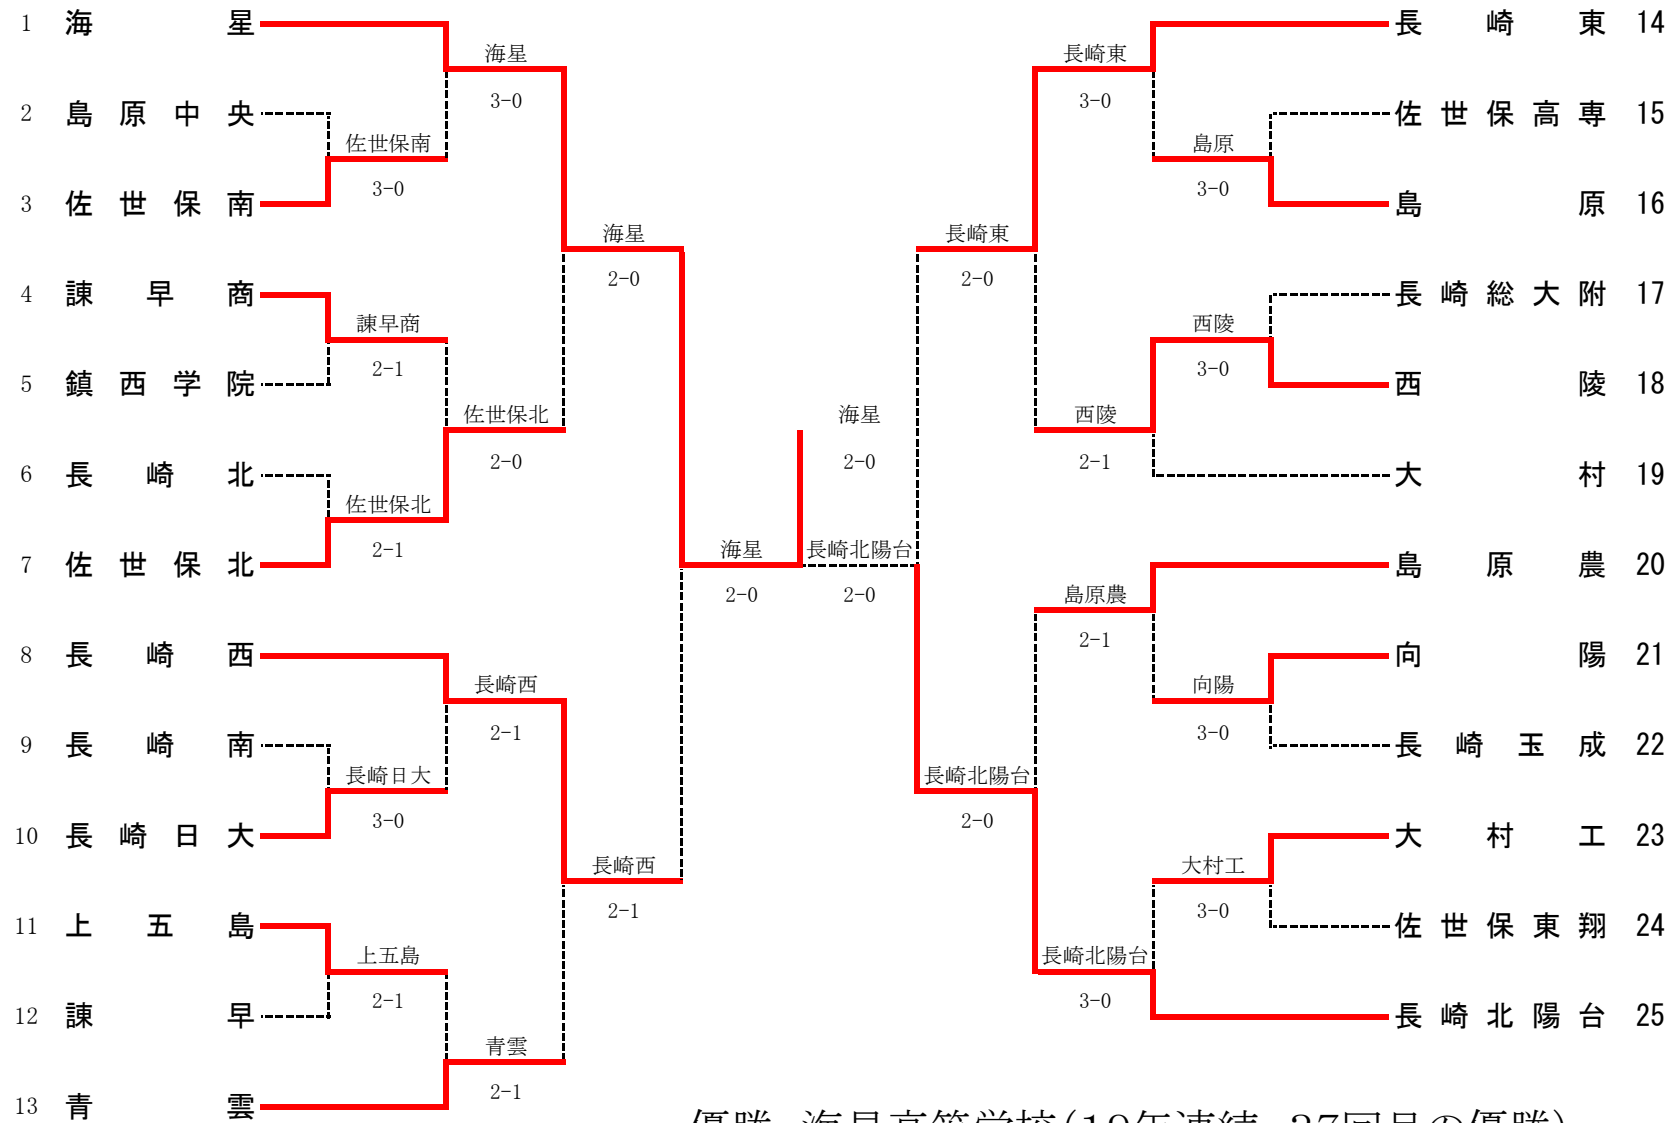 1 海星
2 島原中央
3 佐世保南
4 諫早商
5 鎮西学院
6 長崎北
7 佐世保北
8 長崎西
9 長崎南
10 長崎日大
11 上五島
12 諫早
13 青雲
佐世保南
3-0
諫早商
2-1
佐世保北
2-1
長崎日大
3-0
上五島
2-1
海星
3-0
佐世保北
2-0
長崎西
2-1
青雲
2-1
海星
2-0
長崎西
2-1
海星
2-0
海星
2-0
長崎北陽台
2-0
長崎東
2-0
長崎北陽台
2-0
長崎東
3-0
西陵
2-1
島原農
2-1
長崎北陽台
3-0
島原
3-0
西陵
3-0
向陽
3-0
大村工
3-0
長崎東 14
佐世保高専 15
島原 16
長崎総大附 17
西陵 18
大村 19
島原農 20
向陽 21
長崎玉成 22
大村工 23
佐世保東翔 24
長崎北陽台 25